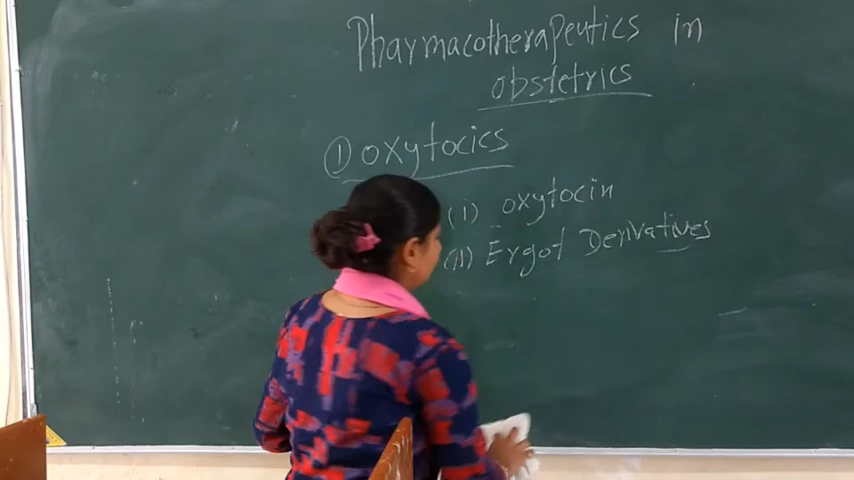 Pharmacotherapeutics in
obstetrics
① oxytocics
(I) oxytocin
(II) Ergot Derivatives